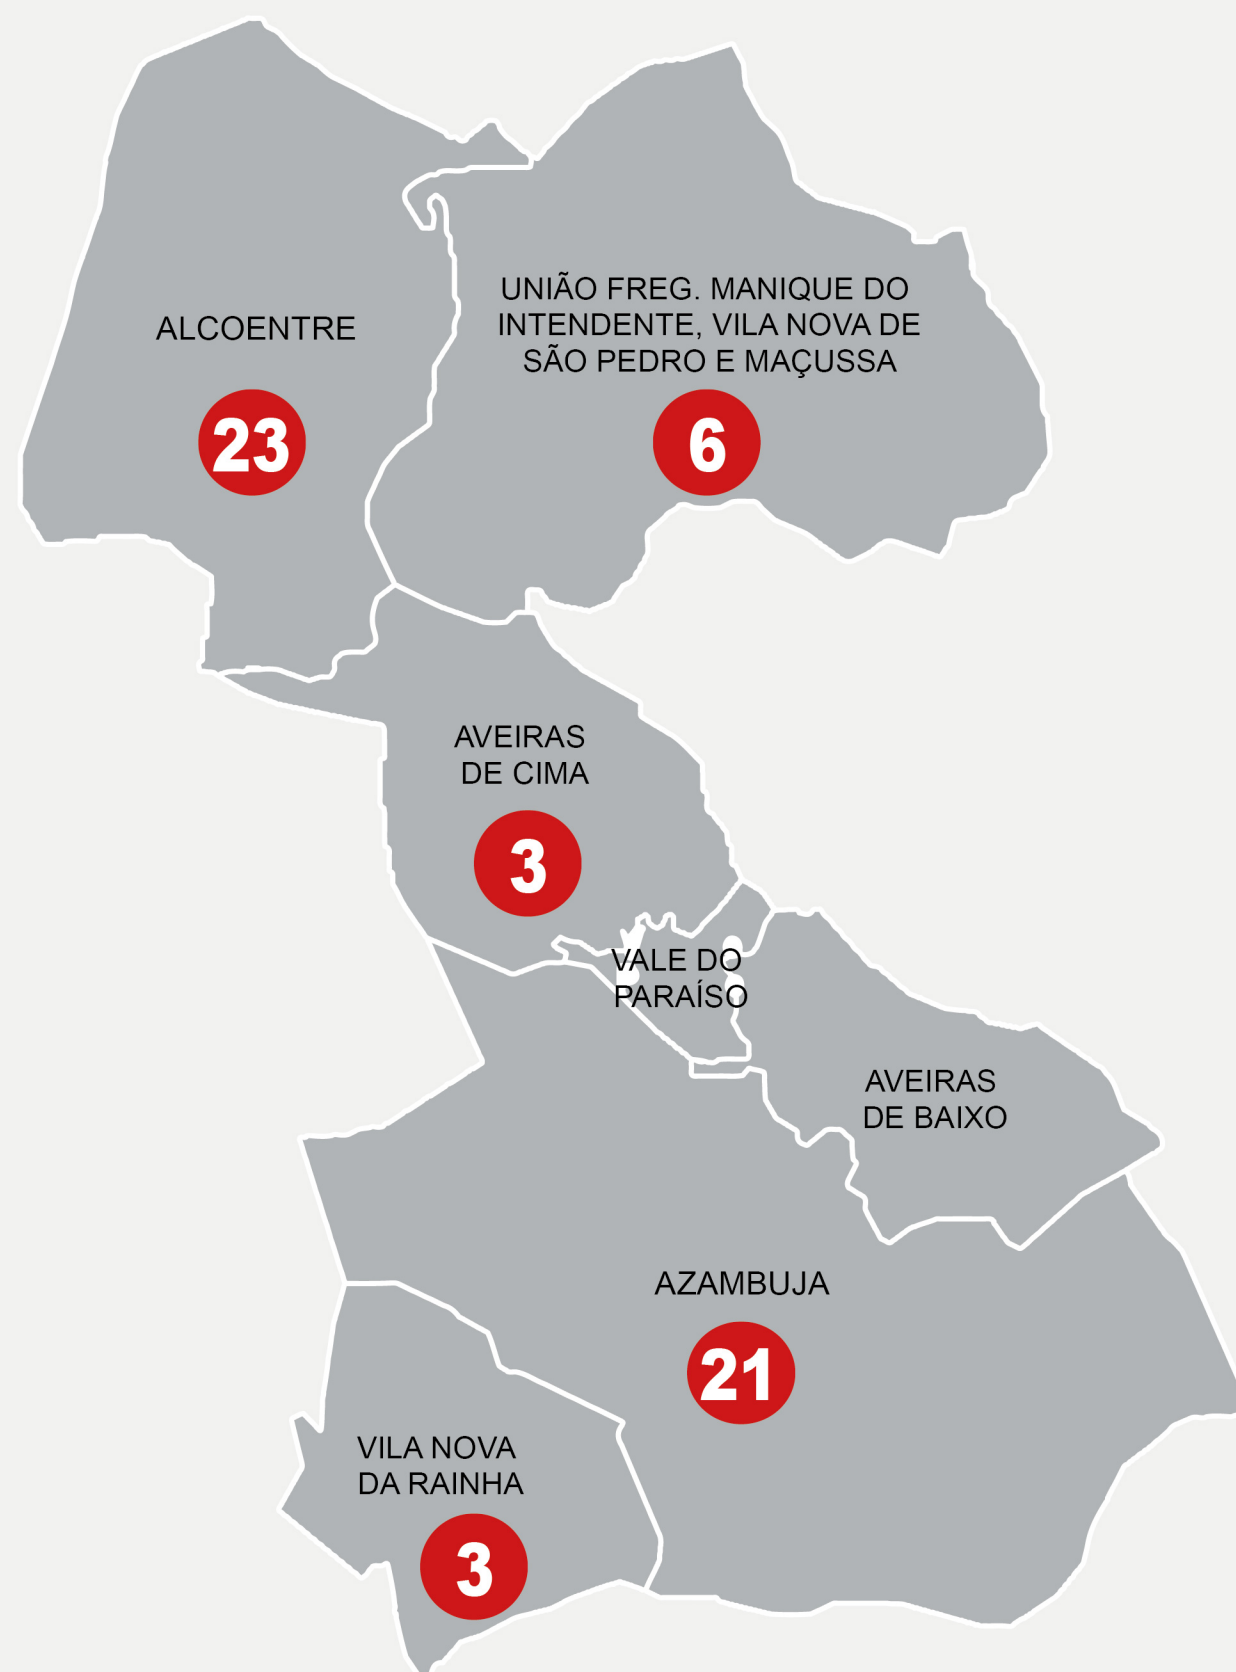 ALCOENTRE
23
UNIÃO FREG. MANIQUE DO
INTENDENTE, VILA NOVA DE
SÃO PEDRO E MAÇUSSA
6
AVEIRAS
DE CIMA
3
VALE DO
PARAÍSO
AVEIRAS
DE BAIXO
AZAMBUJA
21
VILA NOVA
DA RAINHA
3